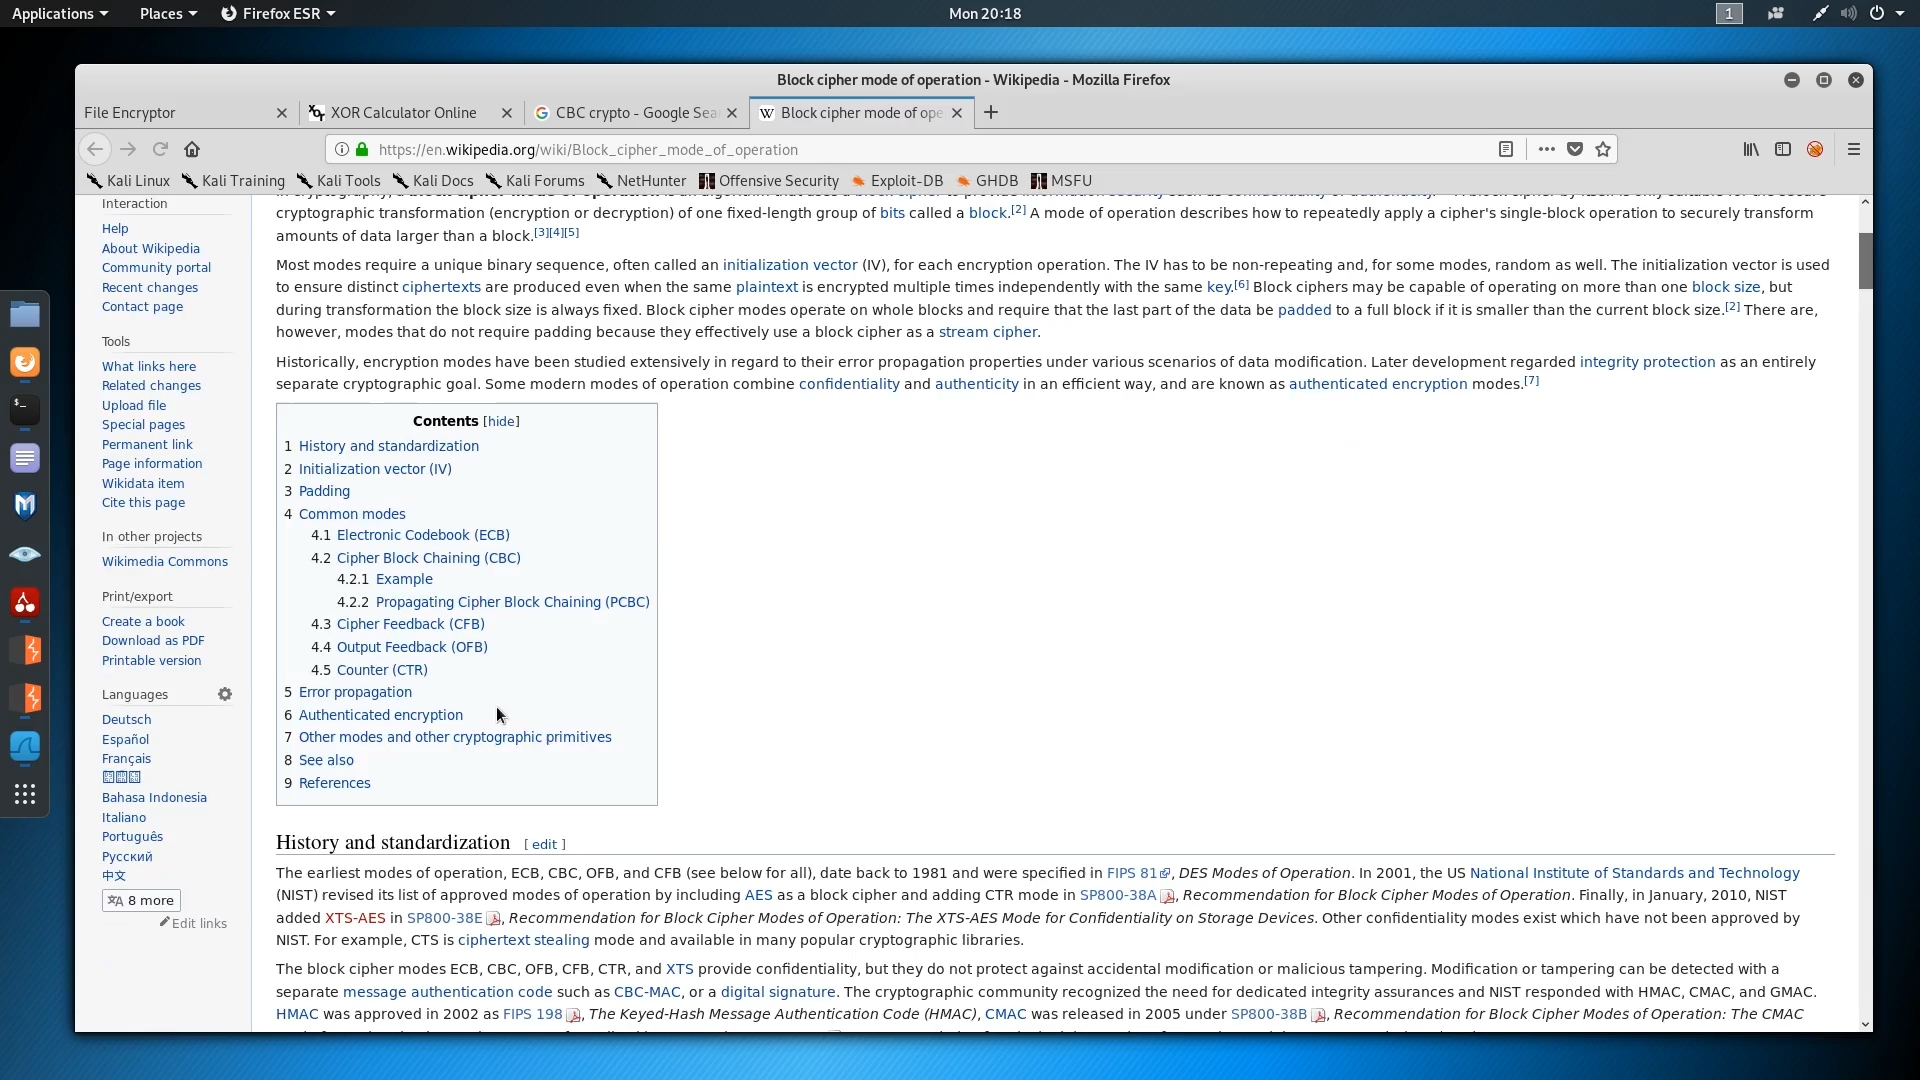 Applications Places Firefox ESR Mon 20:18 1
Block cipher mode of operation - Wikipedia - Mozilla Firefox
File Encryptor XOR Calculator Online CBC crypto - Google Sea Block cipher mode of ope
https://en.wikipedia.org/wiki/Block_cipher_mode_of_operation
Kali Linux Kali Training Kali Tools Kali Docs Kali Forums NetHunter Offensive Security Exploit-DB GHDB MSFU
Interaction
Help
About Wikipedia
Community portal
Recent changes
Contact page
Tools
What links here
Related changes
Upload file
Special pages
Permanent link
Page information
Wikidata item
Cite this page
In other projects
Wikimedia Commons
Print/export
Create a book
Download as PDF
Printable version
Languages
Deutsch
Español
Français
Bahasa Indonesia
Italiano
Português
Русский
中文
8 more
Edit links
cryptographic transformation (encryption or decryption) of one fixed-length group of bits called a block.[2] A mode of operation describes how to repeatedly apply a cipher's single-block operation to securely transform
amounts of data larger than a block.[3][4][5]
Most modes require a unique binary sequence, often called an initialization vector (IV), for each encryption operation. The IV has to be non-repeating and, for some modes, random as well. The initialization vector is used
to ensure distinct ciphertexts are produced even when the same plaintext is encrypted multiple times independently with the same key.[6] Block ciphers may be capable of operating on more than one block size, but
during transformation the block size is always fixed. Block cipher modes operate on whole blocks and require that the last part of the data be padded to a full block if it is smaller than the current block size.[2] There are,
however, modes that do not require padding because they effectively use a block cipher as a stream cipher.
Historically, encryption modes have been studied extensively in regard to their error propagation properties under various scenarios of data modification. Later development regarded integrity protection as an entirely
separate cryptographic goal. Some modern modes of operation combine confidentiality and authenticity in an efficient way, and are known as authenticated encryption modes.[7]
Contents [hide]
1 History and standardization
2 Initialization vector (IV)
3 Padding
4 Common modes
4.1 Electronic Codebook (ECB)
4.2 Cipher Block Chaining (CBC)
4.2.1 Example
4.2.2 Propagating Cipher Block Chaining (PCBC)
4.3 Cipher Feedback (CFB)
4.4 Output Feedback (OFB)
4.5 Counter (CTR)
5 Error propagation
6 Authenticated encryption
7 Other modes and other cryptographic primitives
8 See also
9 References
History and standardization [ edit ]
The earliest modes of operation, ECB, CBC, OFB, and CFB (see below for all), date back to 1981 and were specified in FIPS 81, DES Modes of Operation. In 2001, the US National Institute of Standards and Technology
(NIST) revised its list of approved modes of operation by including AES as a block cipher and adding CTR mode in SP800-38A, Recommendation for Block Cipher Modes of Operation. Finally, in January, 2010, NIST
added XTS-AES in SP800-38E, Recommendation for Block Cipher Modes of Operation: The XTS-AES Mode for Confidentiality on Storage Devices. Other confidentiality modes exist which have not been approved by
NIST. For example, CTS is ciphertext stealing mode and available in many popular cryptographic libraries.
The block cipher modes ECB, CBC, OFB, CFB, CTR, and XTS provide confidentiality, but they do not protect against accidental modification or malicious tampering. Modification or tampering can be detected with a
separate message authentication code such as CBC-MAC, or a digital signature. The cryptographic community recognized the need for dedicated integrity assurances and NIST responded with HMAC, CMAC, and GMAC.
HMAC was approved in 2002 as FIPS 198, The Keyed-Hash Message Authentication Code (HMAC), CMAC was released in 2005 under SP800-38B, Recommendation for Block Cipher Modes of Operation: The CMAC